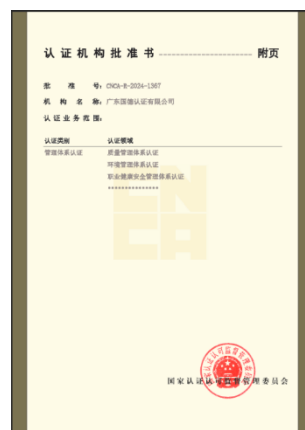 认证机构批准书 ---------------------- 附页
批准号：CNCA-R-2024-1387
机构名称：广东国德认证有限公司
认证业务范围：
认证类别 认证领域
管理体系认证 质量管理体系认证
环境管理体系认证
职业健康安全管理体系认证
***************
CN
CA
国家认证认可监督管理委员会